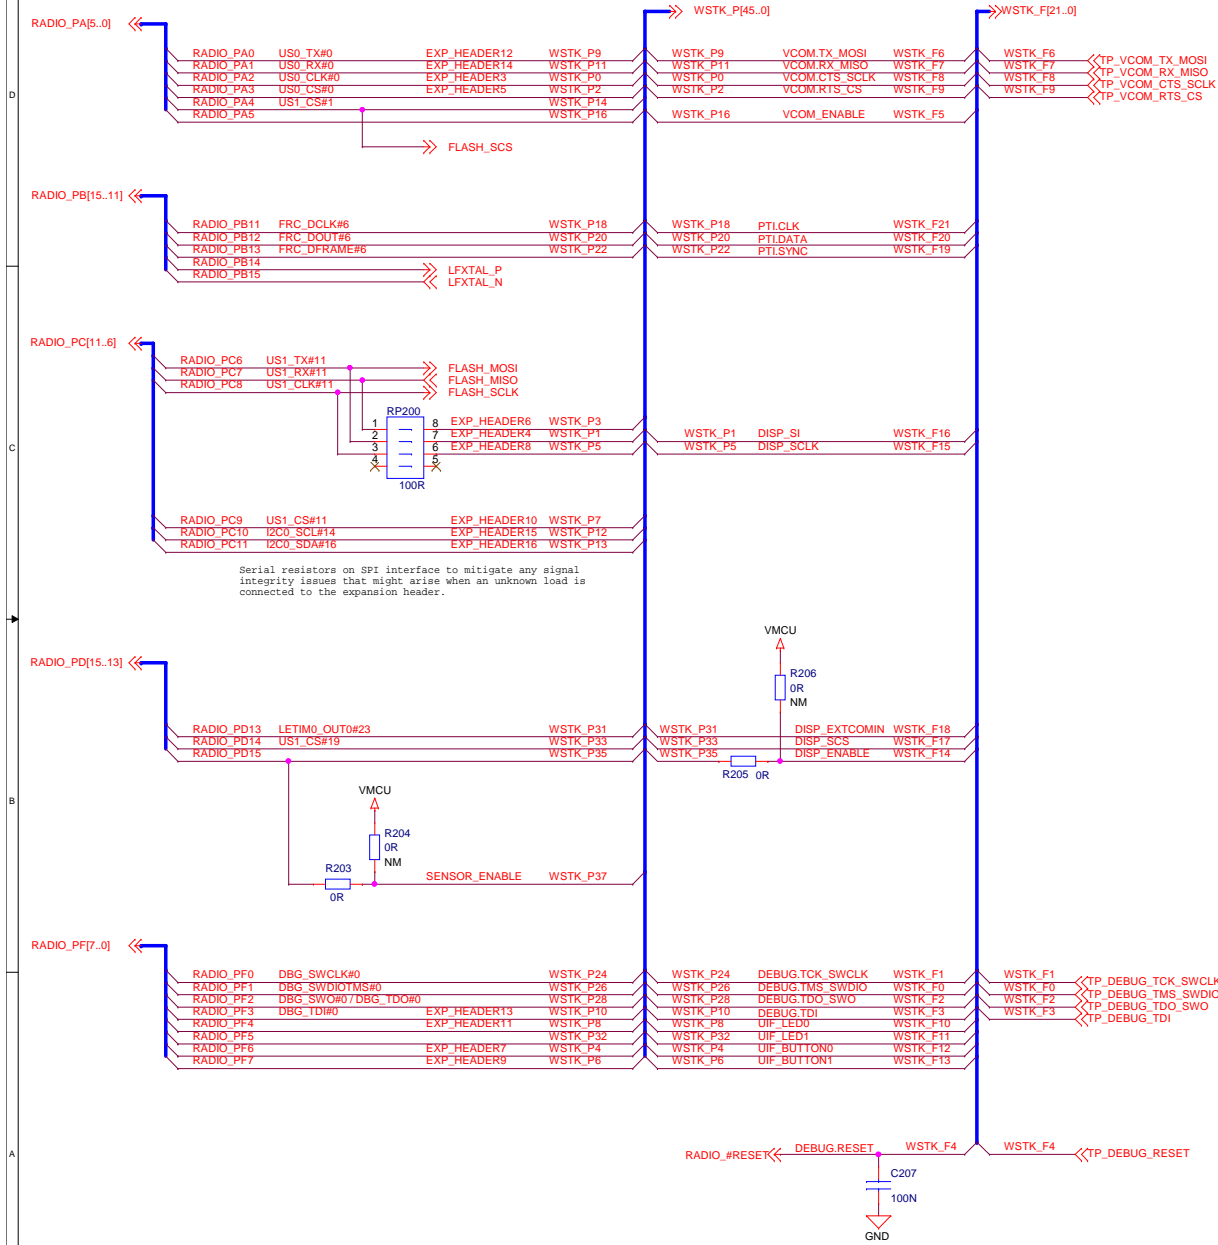 WSTK_P[45..0] WSTK_F[21..0]
RADIO_PA[5..0]
RADIO_PA0 US0_TX#0 EXP_HEADER12 WSTK_P9 WSTK_P9 VCOM.TX_MOSI WSTK_F6 WSTK_F6 TP_VCOM_TX_MOSI
RADIO_PA1 US0_RX#0 EXP_HEADER14 WSTK_P11 WSTK_P11 VCOM.RX_MISO WSTK_F7 WSTK_F7 TP_VCOM_RX_MISO
RADIO_PA2 US0_CLK#0 EXP_HEADER3 WSTK_P0 WSTK_P0 VCOM.CTS_SCLK WSTK_F8 WSTK_F8 TP_VCOM_CTS_SCLK
RADIO_PA3 US0_CS#0 EXP_HEADER5 WSTK_P2 WSTK_P2 VCOM.RTS_CS WSTK_F9 WSTK_F9 TP_VCOM_RTS_CS
D
RADIO_PA4 US1_CS#1 WSTK_P14
RADIO_PA5 WSTK_P16 WSTK_P16 VCOM_ENABLE WSTK_F5
FLASH_SCS
RADIO_PB[15..11]
RADIO_PB11 FRC_DCLK#6 WSTK_P18 WSTK_P18 PTI.CLK WSTK_F21
RADIO_PB12 FRC_DOUT#6 WSTK_P20 WSTK_P20 PTI.DATA WSTK_F20
RADIO_PB13 FRC_DFRAME#6 WSTK_P22 WSTK_P22 PTI.SYNC WSTK_F19
RADIO_PB14 LFXTAL_P
RADIO_PB15 LFXTAL_N
RADIO_PC[11..6]
RADIO_PC6 US1_TX#11 FLASH_MOSI
RADIO_PC7 US1_RX#11 FLASH_MISO
RADIO_PC8 US1_CLK#11 FLASH_SCLK
RP200
1 8 EXP_HEADER6 WSTK_P3
2 7 EXP_HEADER4 WSTK_P1 WSTK_P1 DISP_SI WSTK_F16
C
3 6 EXP_HEADER8 WSTK_P5 WSTK_P5 DISP_SCLK WSTK_F15
4 5
100R
RADIO_PC9 US1_CS#11 EXP_HEADER10 WSTK_P7
RADIO_PC10 I2C0_SCL#14 EXP_HEADER15 WSTK_P12
RADIO_PC11 I2C0_SDA#16 EXP_HEADER16 WSTK_P13
Serial resistors on SPI interface to mitigate any signal
integrity issues that might arise when an unknown load is
connected to the expansion header.
VMCU
RADIO_PD[15..13]
R206
0R
NM
RADIO_PD13 LETIM0_OUT0#23 WSTK_P31 WSTK_P31 DISP_EXTCOMIN WSTK_F18
RADIO_PD14 US1_CS#19 WSTK_P33 WSTK_P33 DISP_SCS WSTK_F17
RADIO_PD15 WSTK_P35 WSTK_P35 DISP_ENABLE WSTK_F14
R205 0R
VMCU
B
R204
0R
NM
R203
SENSOR_ENABLE WSTK_P37
0R
RADIO_PF[7..0]
RADIO_PF0 DBG_SWCLK#0 WSTK_P24 WSTK_P24 DEBUG.TCK_SWCLK WSTK_F1 WSTK_F1 TP_DEBUG_TCK_SWCLK
RADIO_PF1 DBG_SWDIOTMS#0 WSTK_P26 WSTK_P26 DEBUG.TMS_SWDIO WSTK_F0 WSTK_F0 TP_DEBUG_TMS_SWDIO
RADIO_PF2 DBG_SWO#0 / DBG_TDO#0 WSTK_P28 WSTK_P28 DEBUG.TDO_SWO WSTK_F2 WSTK_F2 TP_DEBUG_TDO_SWO
RADIO_PF3 DBG_TDI#0 EXP_HEADER13 WSTK_P10 WSTK_P10 DEBUG.TDI WSTK_F3 WSTK_F3 TP_DEBUG_TDI
RADIO_PF4 EXP_HEADER11 WSTK_P8 WSTK_P8 UIF_LED0 WSTK_F10
RADIO_PF5 WSTK_P32 WSTK_P32 UIF_LED1 WSTK_F11
RADIO_PF6 EXP_HEADER7 WSTK_P4 WSTK_P4 UIF_BUTTON0 WSTK_F12
RADIO_PF7 EXP_HEADER9 WSTK_P6 WSTK_P6 UIF_BUTTON1 WSTK_F13
A
RADIO_#RESET DEBUG.RESET WSTK_F4 WSTK_F4 TP_DEBUG_RESET
C207
100N
GND